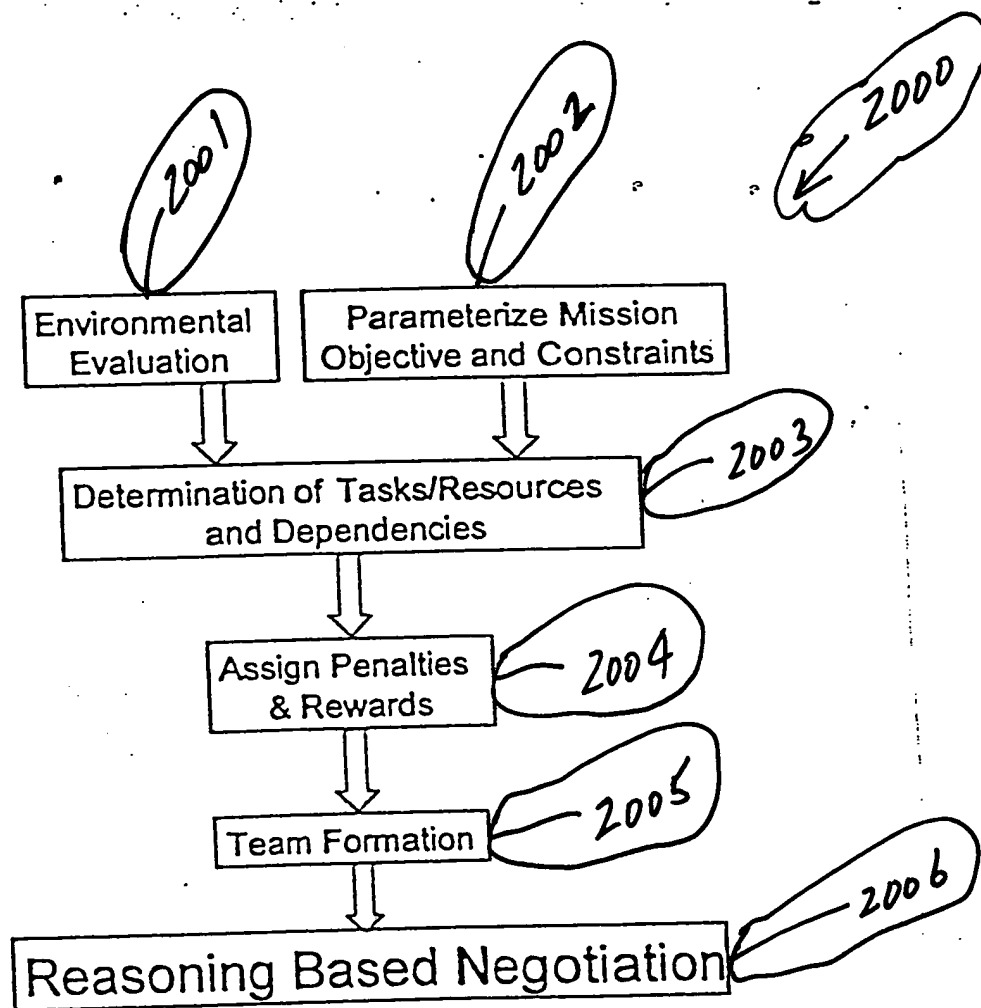 2000
2001
2002
Environmental
Evaluation
Parameterize Mission
Objective and Constraints
2003
Determination of Tasks/Resources
and Dependencies
2004
Assign Penalties
& Rewards
2005
Team Formation
2006
Reasoning Based Negotiation